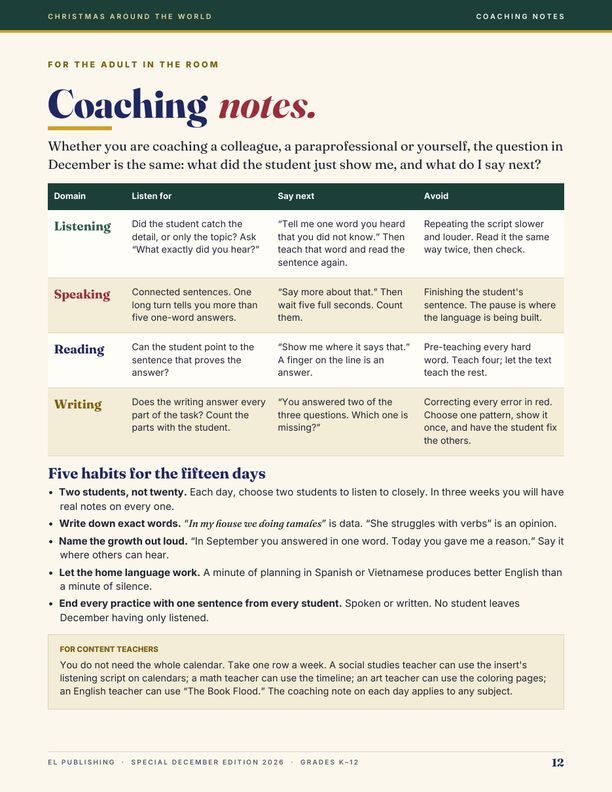 CHRISTMAS AROUND THE WORLD
COACHING NOTES
FOR THE ADULT IN THE ROOM
Coaching notes.
Whether you are coaching a colleague, a paraprofessional or yourself, the question in
December is the same: what did the student just show me, and what do I say next?
Domain
Listen for
Say next
Avoid
Listening
Did the student catch the
detail, or only the topic? Ask
“What exactly did you hear?”
“Tell me one word you heard
that you did not know.” Then
teach that word and read the
sentence again.
Repeating the script slower
and louder. Read it the same
way twice, then check.
Speaking
Connected sentences. One
long turn tells you more than
five one-word answers.
“Say more about that.” Then
wait five full seconds. Count
them.
Finishing the student's
sentence. The pause is where
the language is being built.
Reading
Can the student point to the
sentence that proves the
answer?
“Show me where it says that.”
A finger on the line is an
answer.
Pre-teaching every hard
word. Teach four; let the text
teach the rest.
Writing
Does the writing answer every
part of the task? Count the
parts with the student.
“You answered two of the
three questions. Which one is
missing?”
Correcting every error in red.
Choose one pattern, show it
once, and have the student fix
the others.
Five habits for the fifteen days
• Two students, not twenty. Each day, choose two students to listen to closely. In three weeks you will have
real notes on every one.
• Write down exact words. “In my house we doing tamales” is data. “She struggles with verbs” is an opinion.
• Name the growth out loud. “In September you answered in one word. Today you gave me a reason.” Say it
where others can hear.
• Let the home language work. A minute of planning in Spanish or Vietnamese produces better English than
a minute of silence.
• End every practice with one sentence from every student. Spoken or written. No student leaves
December having only listened.
FOR CONTENT TEACHERS
You do not need the whole calendar. Take one row a week. A social studies teacher can use the insert's
listening script on calendars; a math teacher can use the timeline; an art teacher can use the coloring pages;
an English teacher can use “The Book Flood.” The coaching note on each day applies to any subject.
EL PUBLISHING · SPECIAL DECEMBER EDITION 2026 · GRADES K–12
12